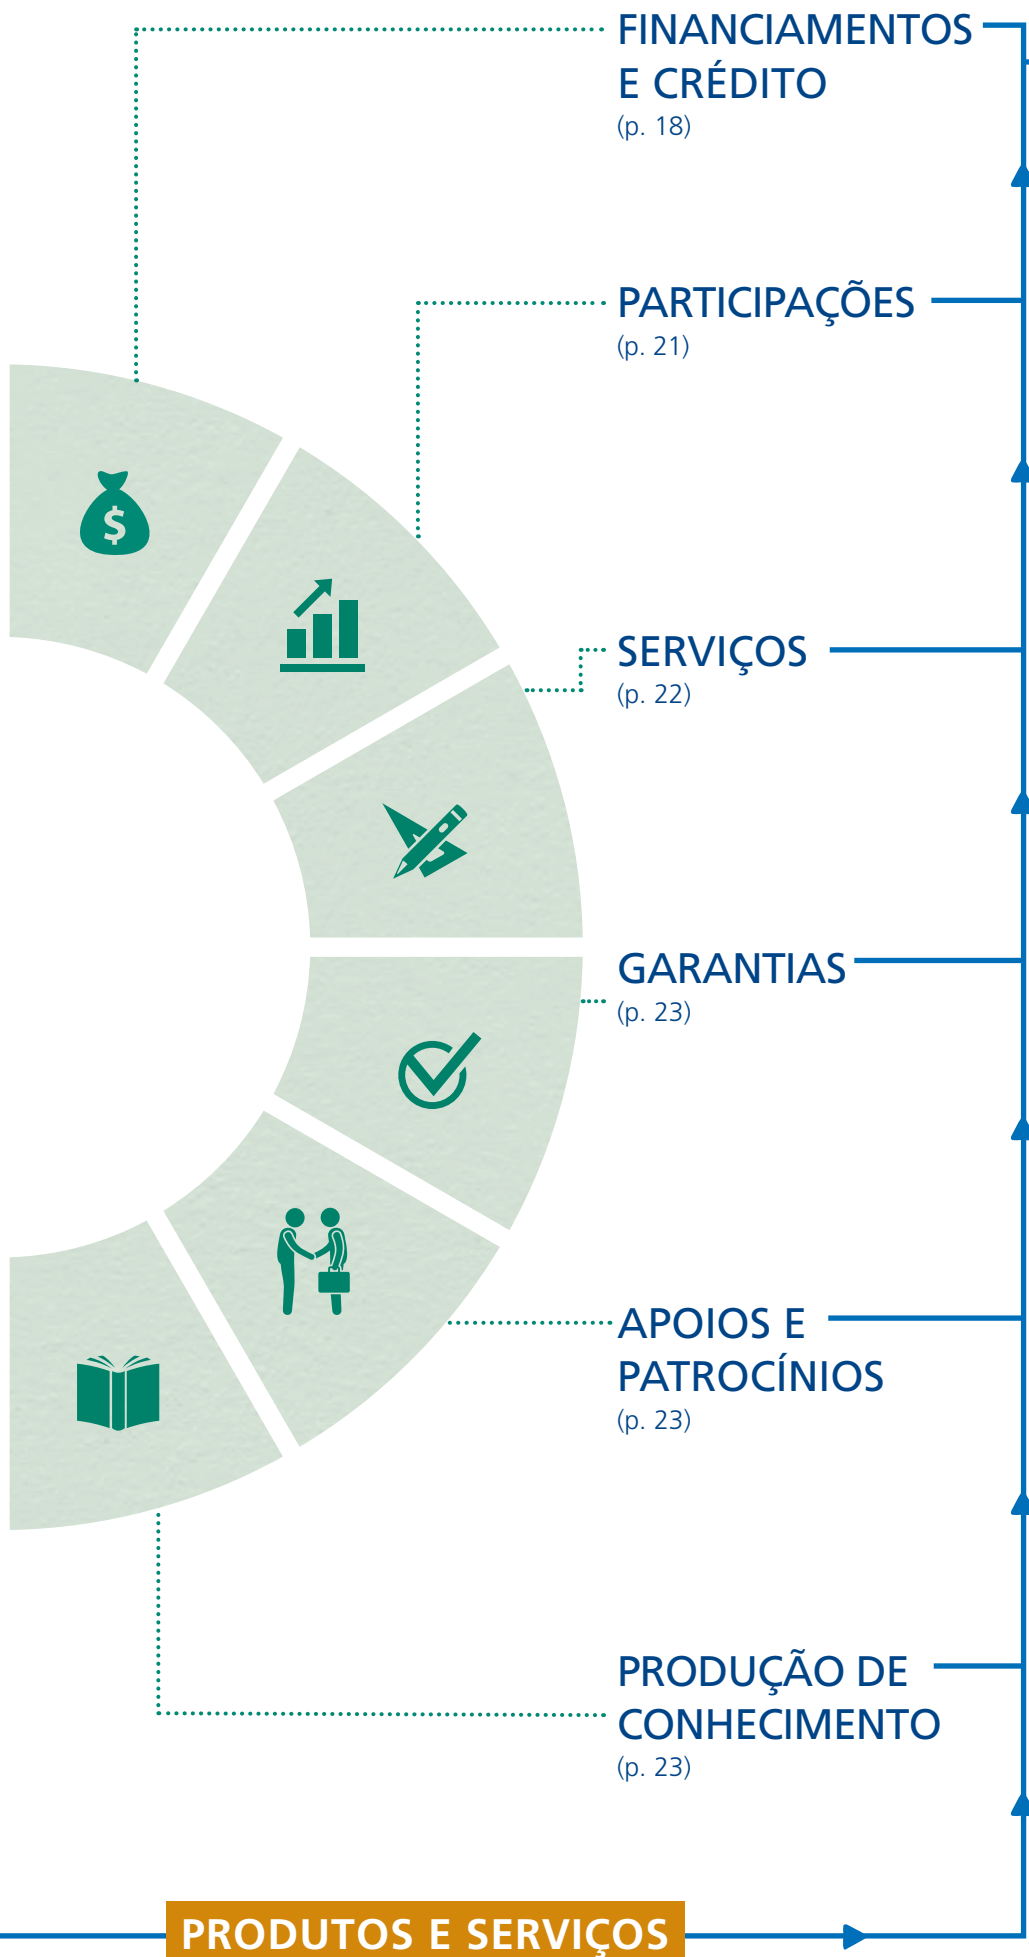 FINANCIAMENTOS
E CRÉDITO
(p. 18)
PARTICIPAÇÕES
(p. 21)
$
SERVIÇOS
(p. 22)
GARANTIAS
(p. 23)
APOIOS E
PATROCÍNIOS
(p. 23)
PRODUÇÃO DE
CONHECIMENTO
(p. 23)
PRODUTOS E SERVIÇOS